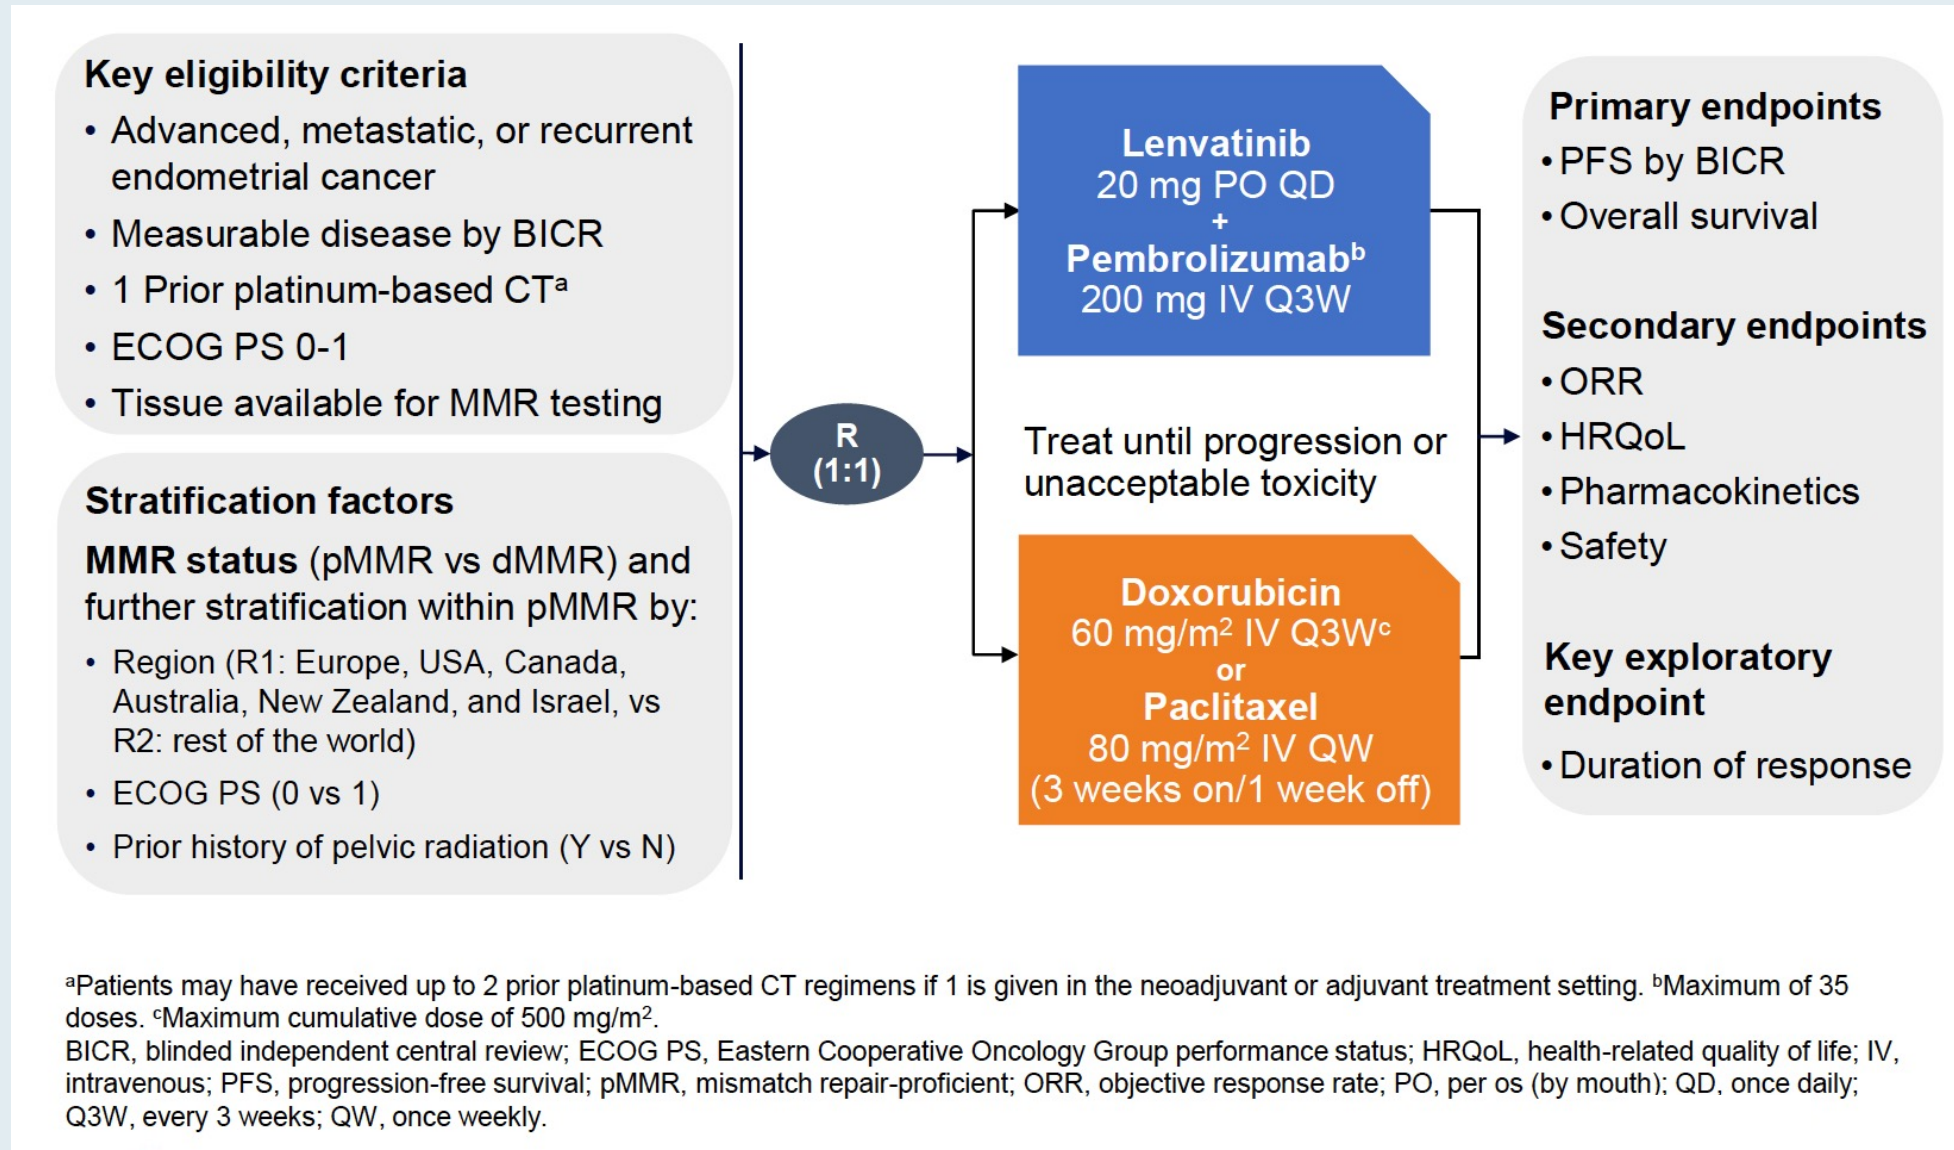 Key eligibility criteria
• Advanced, metastatic, or recurrent
endometrial cancer
• Measurable disease by BICR
• 1 Prior platinum-based CTᵃ
• ECOG PS 0-1
• Tissue available for MMR testing
Stratification factors
MMR status (pMMR vs dMMR) and
further stratification within pMMR by:
• Region (R1: Europe, USA, Canada,
Australia, New Zealand, and Israel, vs
R2: rest of the world)
• ECOG PS (0 vs 1)
• Prior history of pelvic radiation (Y vs N)
R
(1:1)
Lenvatinib
20 mg PO QD
+
Pembrolizumabᵇ
200 mg IV Q3W
Treat until progression or
unacceptable toxicity
Doxorubicin
60 mg/m² IV Q3Wᶜ
or
Paclitaxel
80 mg/m² IV QW
(3 weeks on/1 week off)
Primary endpoints
• PFS by BICR
• Overall survival
Secondary endpoints
• ORR
• HRQoL
• Pharmacokinetics
• Safety
Key exploratory
endpoint
• Duration of response
ᵃPatients may have received up to 2 prior platinum-based CT regimens if 1 is given in the neoadjuvant or adjuvant treatment setting. ᵇMaximum of 35
doses. ᶜMaximum cumulative dose of 500 mg/m².
BICR, blinded independent central review; ECOG PS, Eastern Cooperative Oncology Group performance status; HRQoL, health-related quality of life; IV,
intravenous; PFS, progression-free survival; pMMR, mismatch repair-proficient; ORR, objective response rate; PO, per os (by mouth); QD, once daily;
Q3W, every 3 weeks; QW, once weekly.